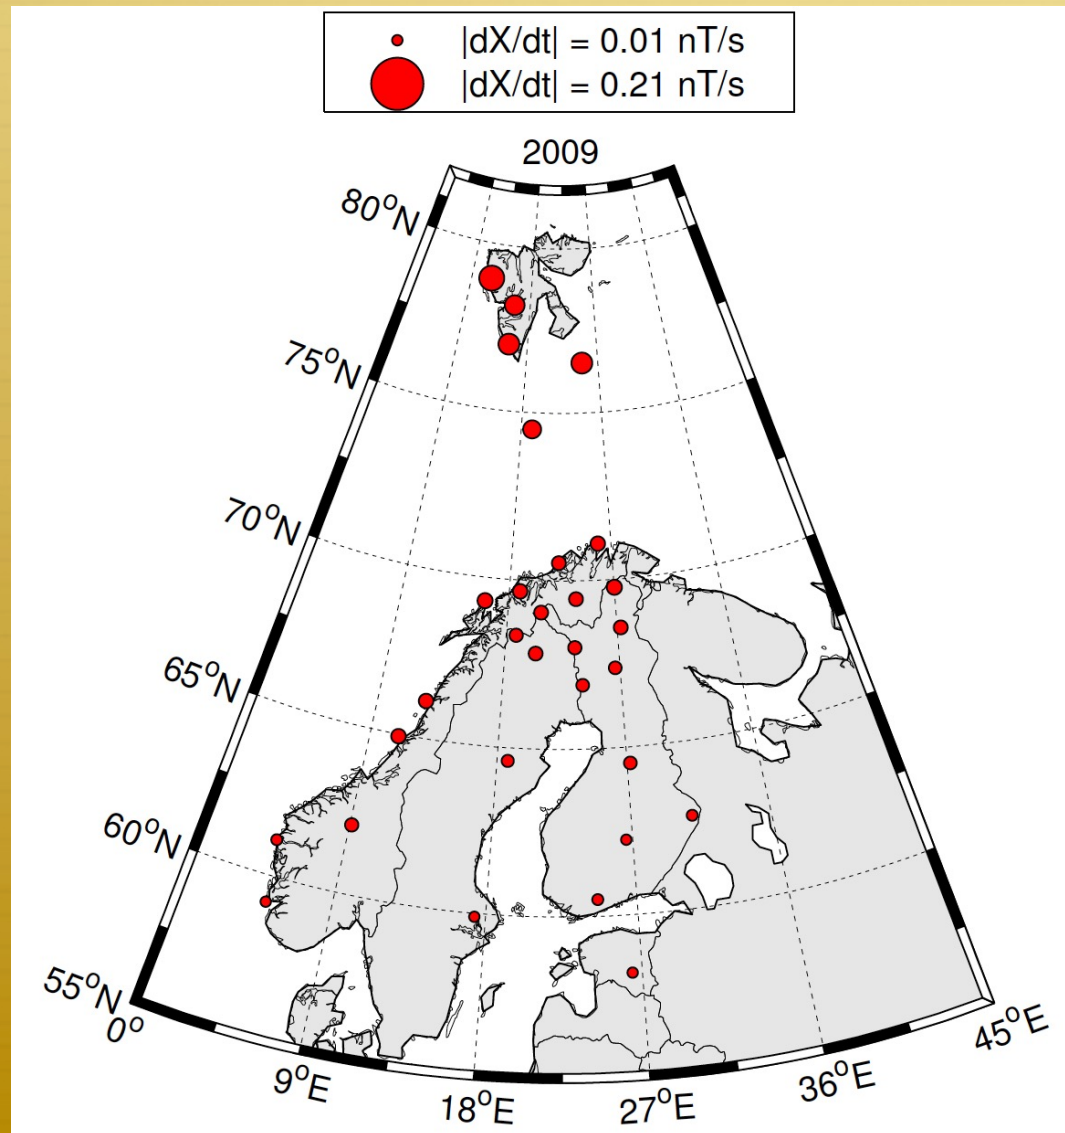 |dX/dt| = 0.01 nT/s
|dX/dt| = 0.21 nT/s
2009
80°N
75°N
70°N
65°N
60°N
55°N
0°
9°E
18°E
27°E
36°E
45°E